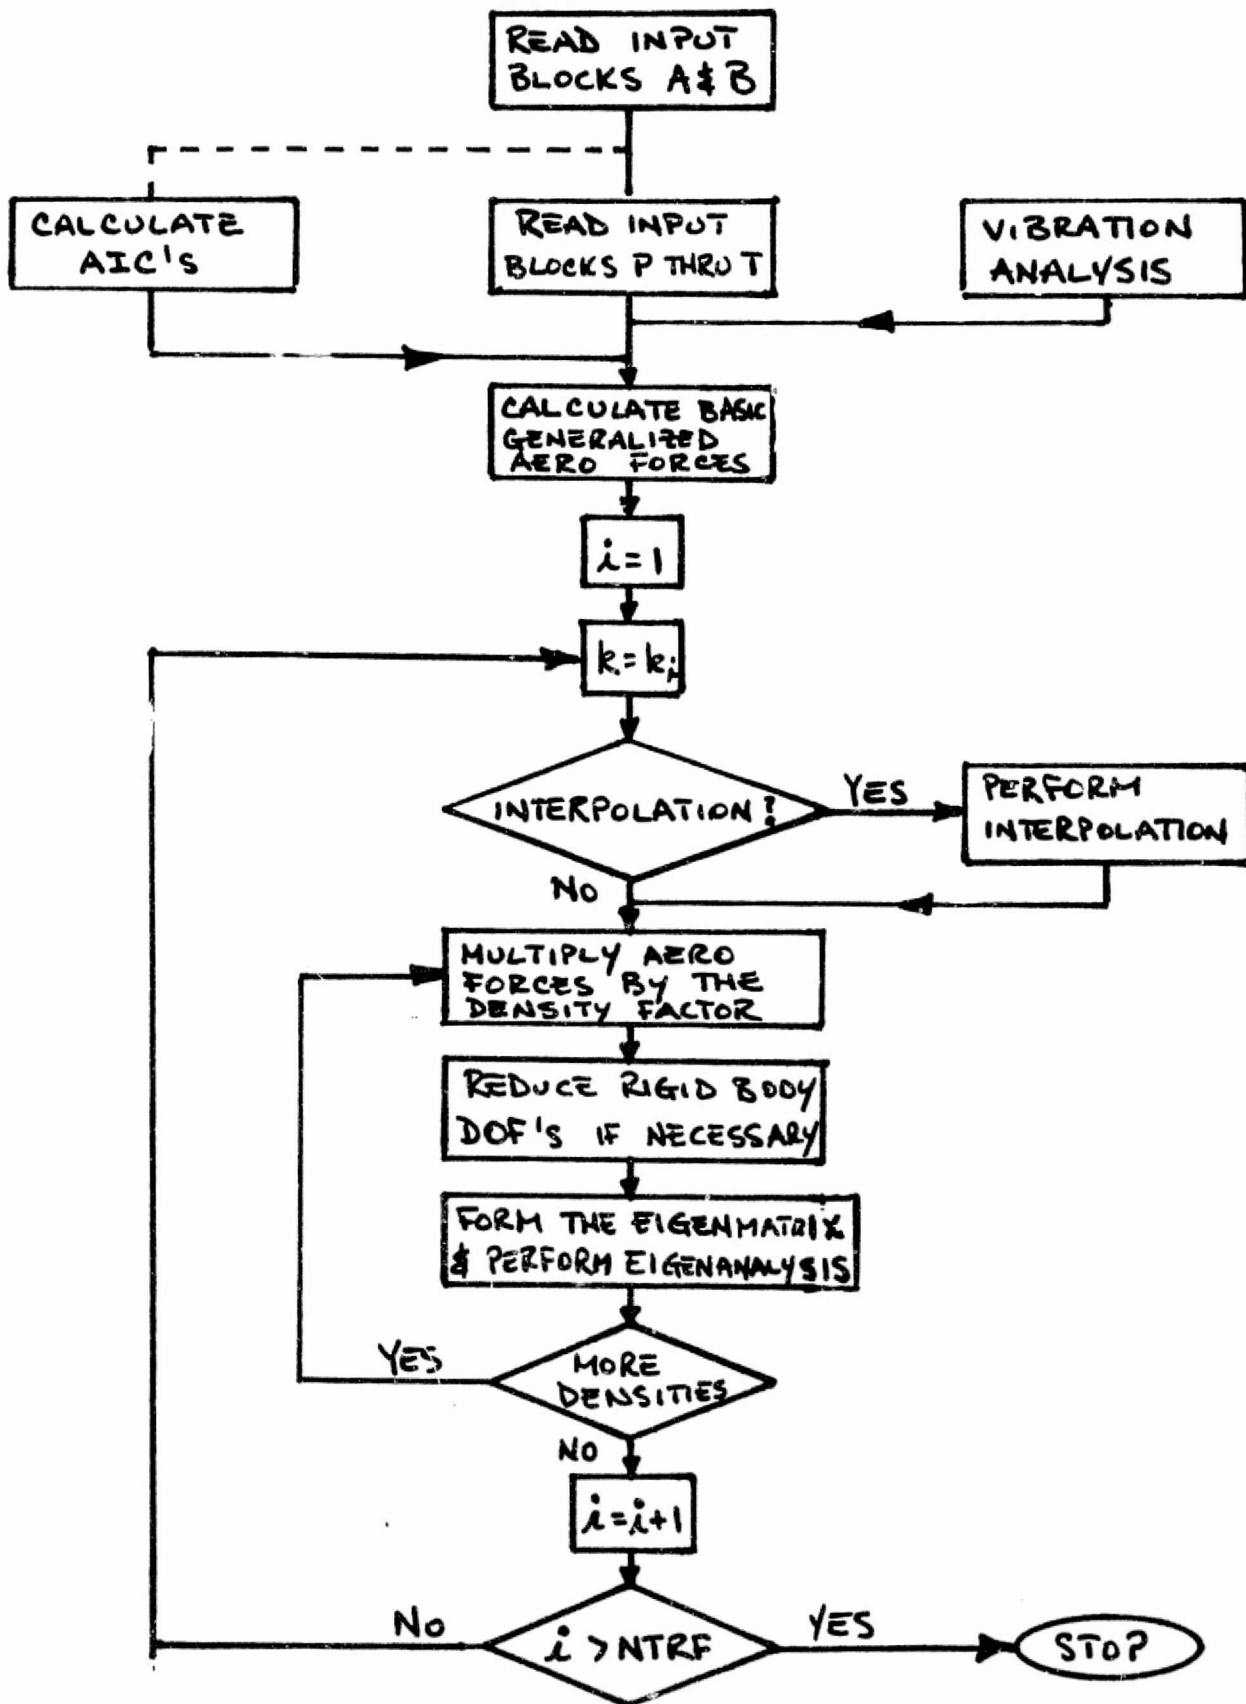 READ INPUT
BLOCKS A & B
CALCULATE
AIC'S
READ INPUT
BLOCKS P THRU T
VIBRATION
ANALYSIS
CALCULATE BASIC
GENERALIZED
AERO FORCES
i = 1
k = kᵢ
INTERPOLATION?
YES
PERFORM
INTERPOLATION
NO
MULTIPLY AERO
FORCES BY THE
DENSITY FACTOR
REDUCE RIGID BODY
DOF'S IF NECESSARY
FORM THE EIGENMATRIX
& PERFORM EIGENANALYSIS
YES
MORE
DENSITIES
NO
i = i + 1
NO
i > NTRF
YES
STOP